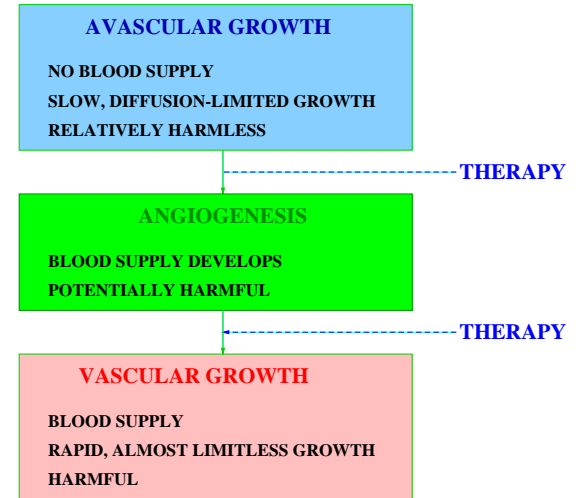 AVASCULAR GROWTH
NO BLOOD SUPPLY
SLOW, DIFFUSION-LIMITED GROWTH
RELATIVELY HARMLESS
THERAPY
ANGIOGENESIS
BLOOD SUPPLY DEVELOPS
POTENTIALLY HARMFUL
THERAPY
VASCULAR GROWTH
BLOOD SUPPLY
RAPID, ALMOST LIMITLESS GROWTH
HARMFUL